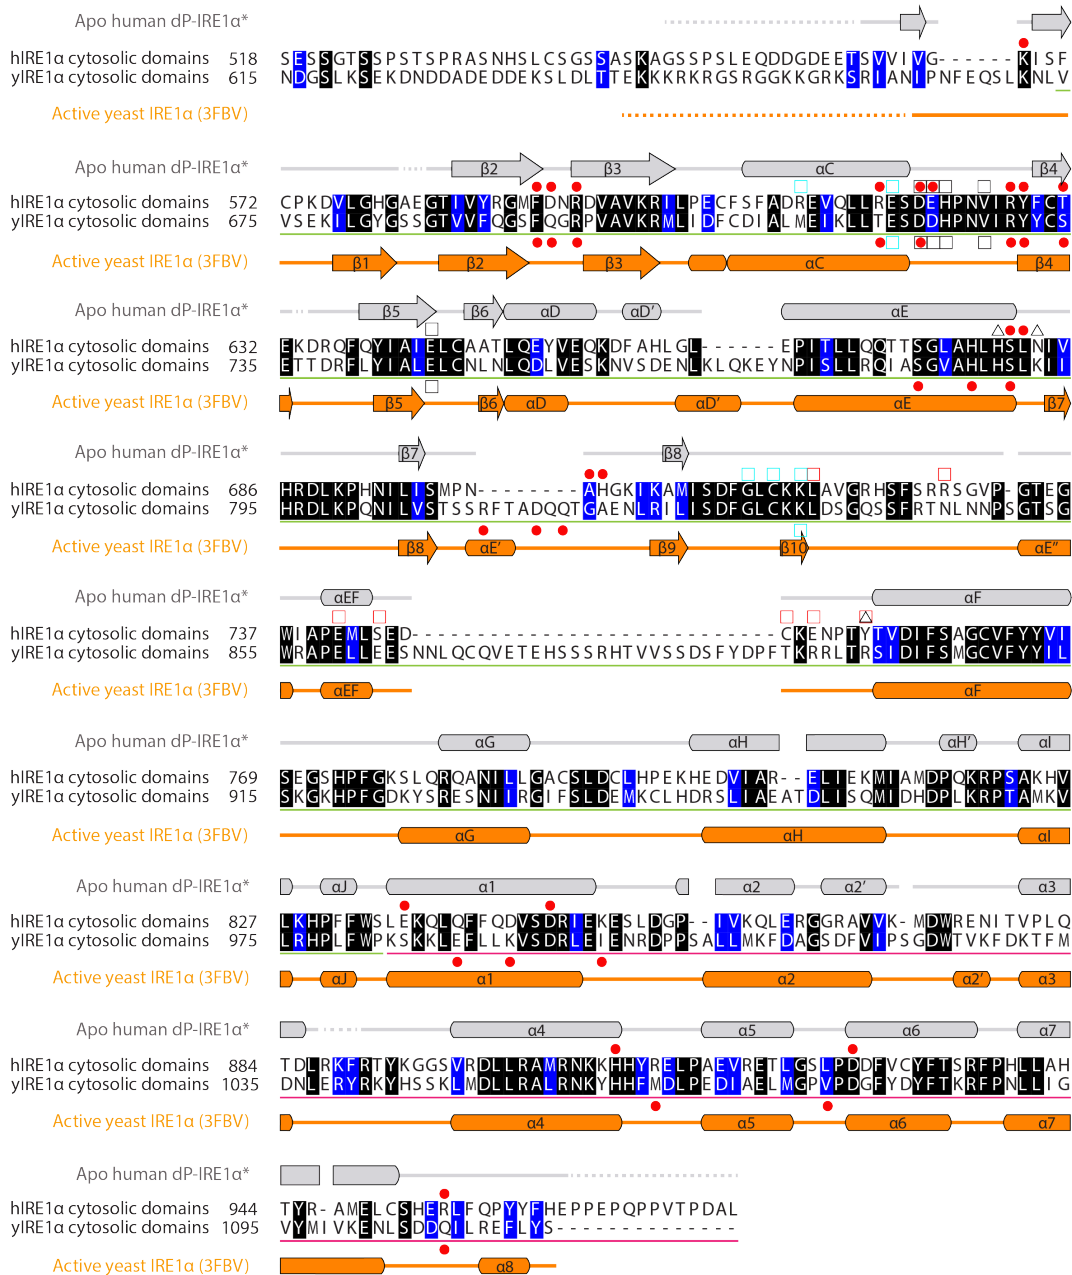 Apo human dP-IRE1α*
hIRE1α cytosolic domains 518 SESSGTSSPSTSPRASNHSLCSGSSASKAGSSPSLEQDDGDEETSVVIVG------KISF
yIRE1α cytosolic domains 615 NDGSLKSEKDNDDADEDDEKSLDLTTEKKKRKRGSRGGKKGRKSRIANIPNFEQSLKNLV
Active yeast IRE1α (3FBV)
Apo human dP-IRE1α* β2 β3 αC β4
hIRE1α cytosolic domains 572 CPKDVLGHGAEGTIVYRGMFDNRDVAVKRILPECFSFADREVQLLRESDEHPNVIRYFCT
yIRE1α cytosolic domains 675 VSEKILGYGSSGTVVFQGSFQGRPVAVKRMLIDFCDIALMEIKLLTESDDHPNVIRYYCS
Active yeast IRE1α (3FBV) β1 β2 β3 αC β4
Apo human dP-IRE1α* β5 β6 αD αD’ αE
hIRE1α cytosolic domains 632 EKDRQFQYIAIELCAATLQEYVEQKDFAHLGL------EPITLLQQTTSGLAHLHSLNIV
yIRE1α cytosolic domains 735 ETTDRFLYIALELCNLNLQDLVESKNVSDENLKLQKEYNPISLLRQIASGVAHLHSLKII
Active yeast IRE1α (3FBV) β5 β6 αD αD’ αE β7
Apo human dP-IRE1α* β7 β8
hIRE1α cytosolic domains 686 HRDLKPHNILISMPN--------AHGKIKAMISDFGLCKKLAVGRHSFSRRSGVP-GTEG
yIRE1α cytosolic domains 795 HRDLKPQNILVSTSSRFTADQQTGAENLRILISDFGLCKKLDSGQSSFRTNLNNPSGTSG
Active yeast IRE1α (3FBV) β8 αE’ β9 β10 αE”
Apo human dP-IRE1α* αEF αF
hIRE1α cytosolic domains 737 WIAPEMLSED----------------------------CKENPTYTVDIFSAGCVFYYVI
yIRE1α cytosolic domains 855 WRAPELLEESNNLQCQVETEHSSSRHTVVSSDSFYDPFTKRRLTRSIDIFSMGCVFYYIL
Active yeast IRE1α (3FBV) αEF αF
Apo human dP-IRE1α* αG αH αH’ αI
hIRE1α cytosolic domains 769 SEGSHPFGKSLQRQANILLGACSLDCLHPEKHEDVIAR--ELIEKMIAMDPQKRPSAKHV
yIRE1α cytosolic domains 915 SKGKHPFGDKYSRESNIIRGIFSLDEMKCLHDRSLIAEATDLISQMIDHDPLKRPTAMKV
Active yeast IRE1α (3FBV) αG αH αI
Apo human dP-IRE1α* αJ α1 α2 α2’ α3
hIRE1α cytosolic domains 827 LKHPFFWSLEKQLQFFQDVSDRIEKESLDGP--IVKQLERGGRAVVK-MDWRENITVPLQ
yIRE1α cytosolic domains 975 LRHPLFWPKSKKLEFLLKVSDRLEIENRDPPSALLMKFDAGSDFVIPSGDWTVKFDKTFM
Active yeast IRE1α (3FBV) αJ α1 α2 α2’ α3
Apo human dP-IRE1α* α4 α5 α6 α7
hIRE1α cytosolic domains 884 TDLRKFRTYKGGSVRDLLRAMRNKKHHYRELPAEVRETLGSLPDDFVCYFTSRFPHLLAH
yIRE1α cytosolic domains 1035 DNLERYRKYHSSKLMDLLRALRNKYHHFMDLPEDIAELMGPVPDGFYDYFTKRFPNLLIG
Active yeast IRE1α (3FBV) α4 α5 α6 α7
Apo human dP-IRE1α*
hIRE1α cytosolic domains 944 TYR-AMELCSHERLFQPYYFHEPPEPQPPVTPDAL
yIRE1α cytosolic domains 1095 VYMIVKENLSDDQILREFLYS--------------
Active yeast IRE1α (3FBV) α8